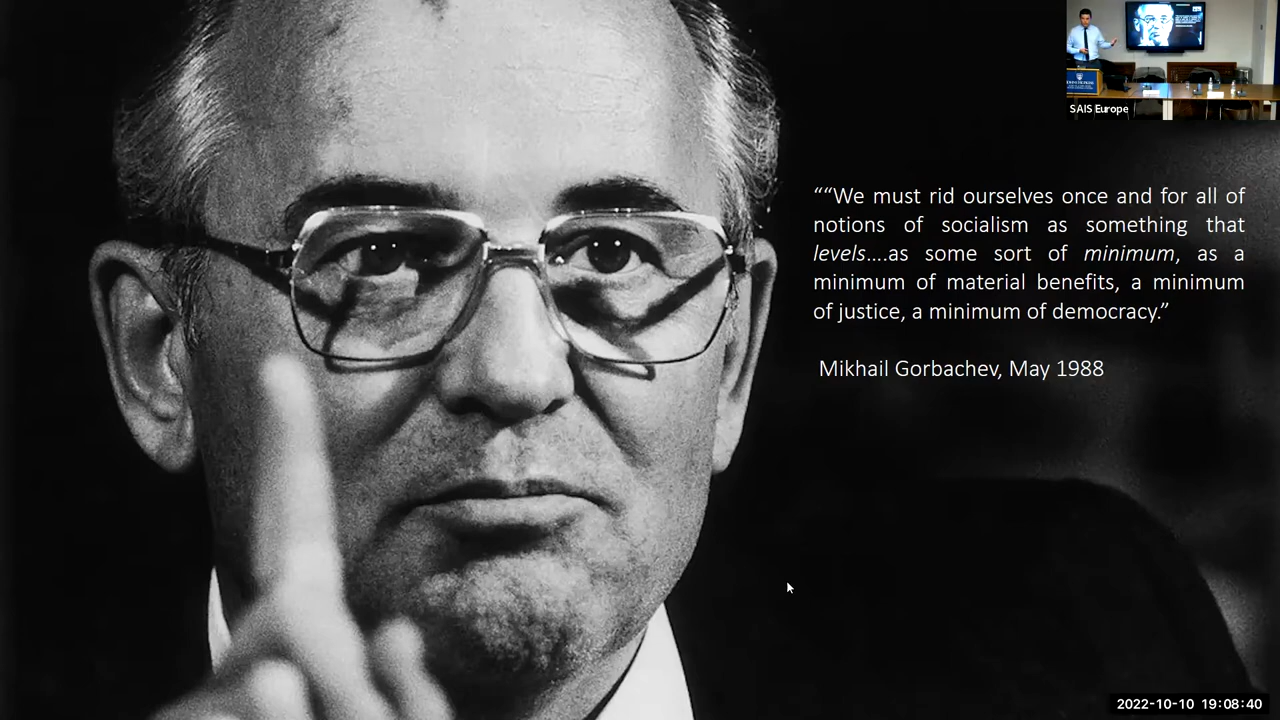 SAIS Europe
““We must rid ourselves once and for all of
notions of socialism as something that
levels....as some sort of minimum, as a
minimum of material benefits, a minimum
of justice, a minimum of democracy.”
Mikhail Gorbachev, May 1988
2022-10-10 19:08:40